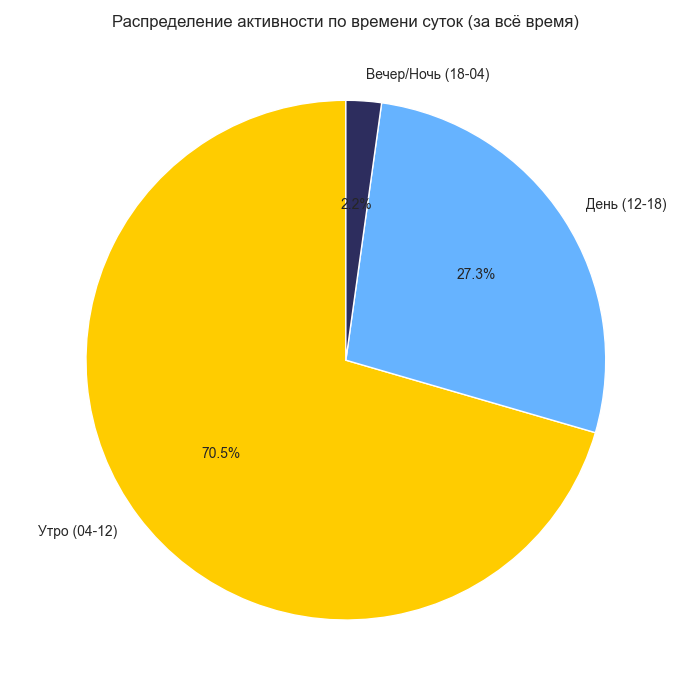 Распределение активности по времени суток (за всё время)
Вечер/Ночь (18-04)
День (12-18)
2.2%
27.3%
70.5%
Утро (04-12)